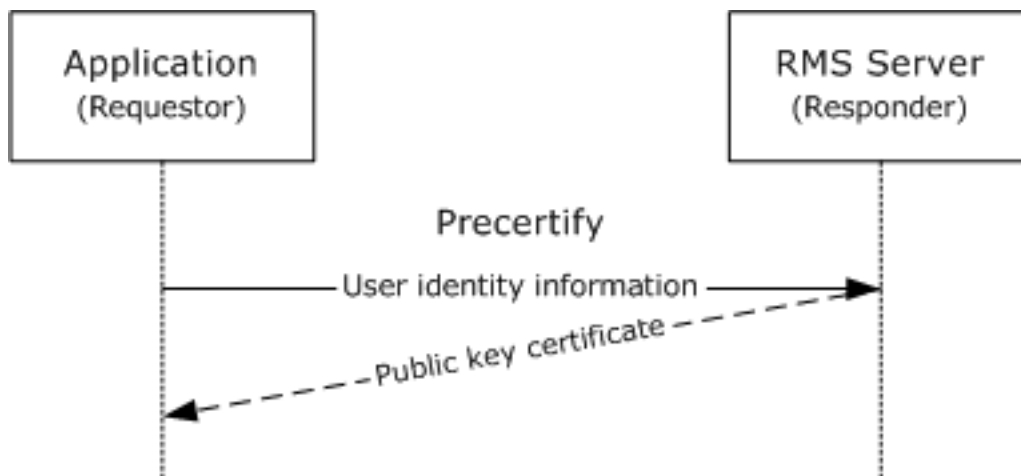 Application
(Requestor)
RMS Server
(Responder)
Precertify
User identity information
Public key certificate